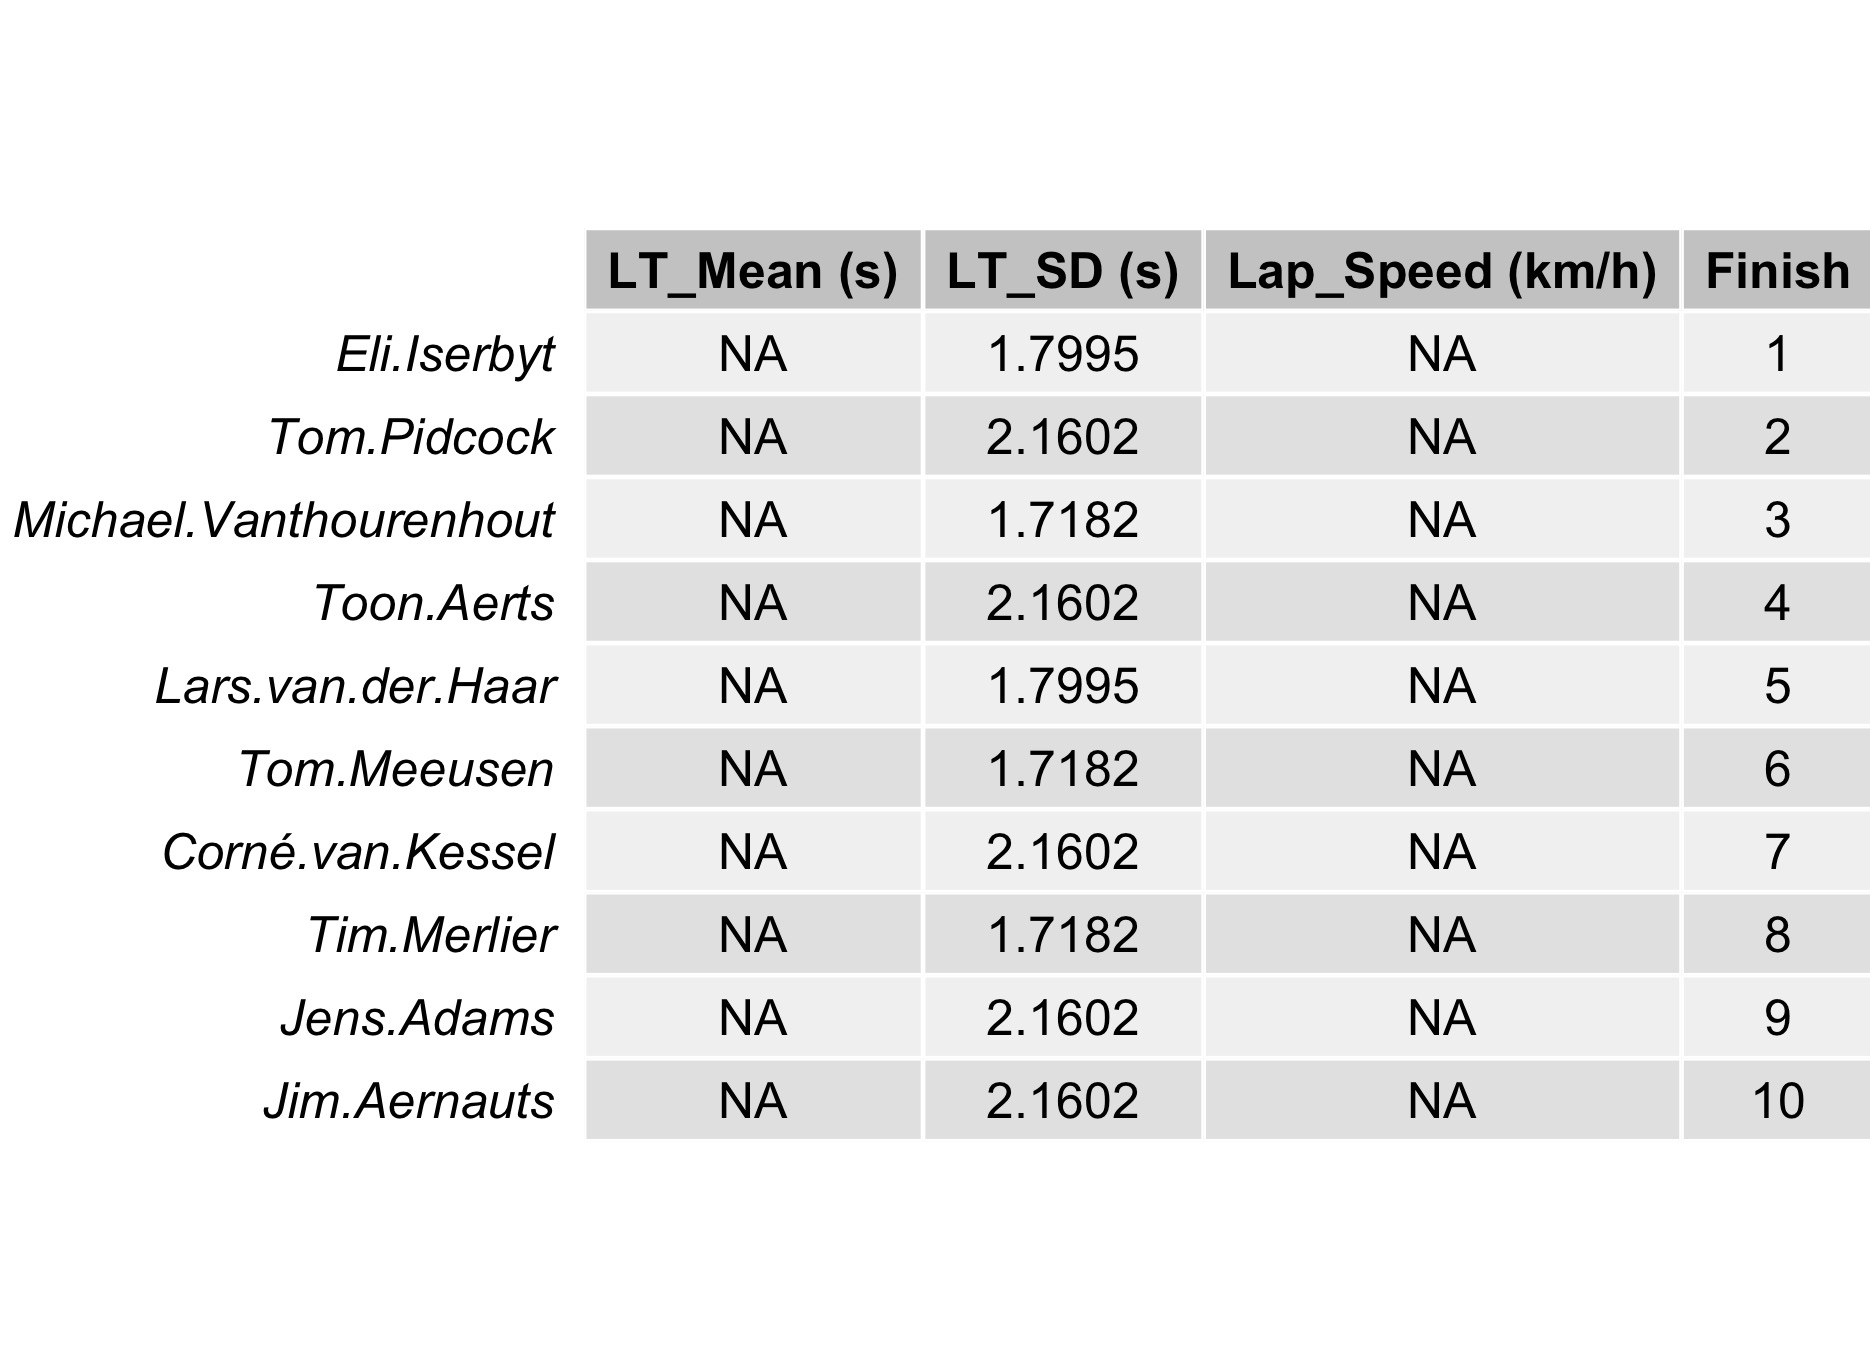 LT_Mean (s) LT_SD (s) Lap_Speed (km/h) Finish
Eli.Iserbyt NA 1.7995 NA 1
Tom.Pidcock NA 2.1602 NA 2
Michael.Vanthourenhout NA 1.7182 NA 3
Toon.Aerts NA 2.1602 NA 4
Lars.van.der.Haar NA 1.7995 NA 5
Tom.Meeusen NA 1.7182 NA 6
Corné.van.Kessel NA 2.1602 NA 7
Tim.Merlier NA 1.7182 NA 8
Jens.Adams NA 2.1602 NA 9
Jim.Aernauts NA 2.1602 NA 10